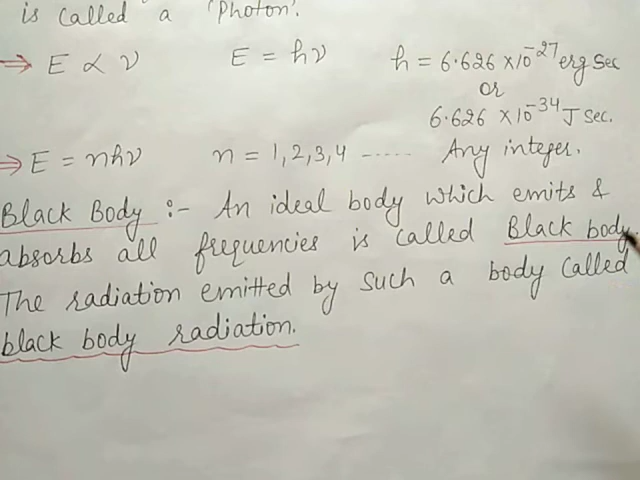 is called a 'Photon'.
⇒ E ∝ ν E = hν h = 6.626 × 10⁻²⁷ erg Sec
or
6.626 × 10⁻³⁴ J Sec.
⇒ E = nhν n = 1, 2, 3, 4 ----- Any integer.
Black Body :- An ideal body which emits &
absorbs all frequencies is called Black body.
The radiation emitted by such a body called
black body radiation.